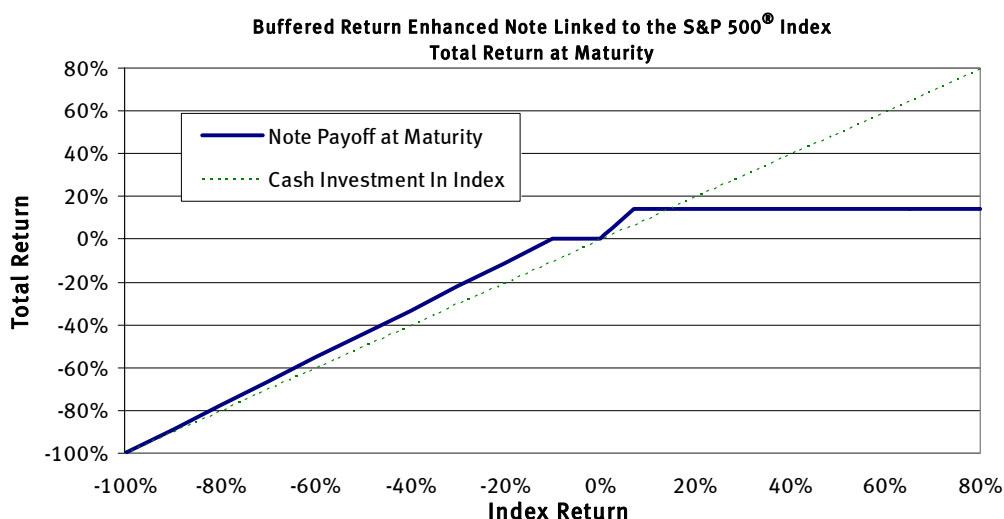 Buffered Return Enhanced Note Linked to the S&P 500® Index
Total Return at Maturity
80%
60%
40%
20%
0%
-20%
-40%
-60%
-80%
-100%
Total Return
Note Payoff at Maturity
Cash Investment In Index
-100% -80% -60% -40% -20% 0% 20% 40% 60% 80%
Index Return